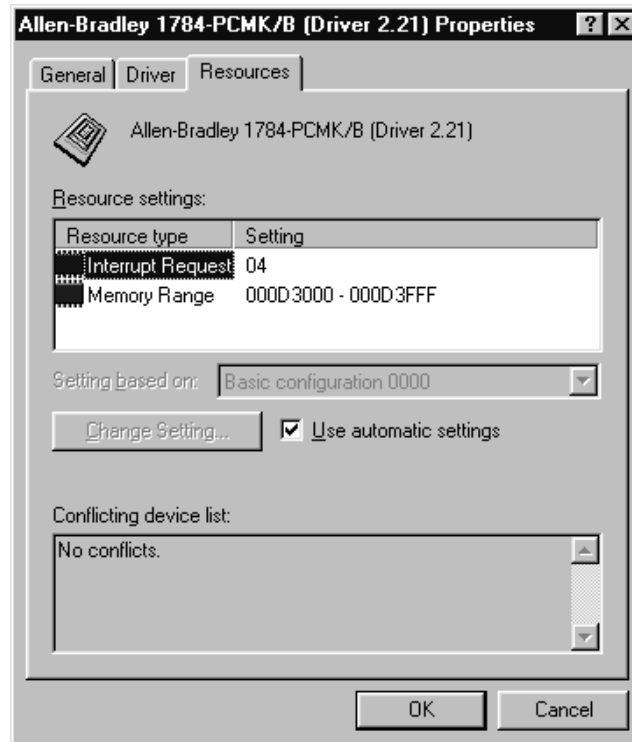 Allen-Bradley 1784-PCMK/B (Driver 2.21) Properties ? ×
General Driver Resources
Allen-Bradley 1784-PCMK/B (Driver 2.21)
Resource settings:
Resource type Setting
Interrupt Request 04
Memory Range 000D3000 - 000D3FFF
Setting based on: Basic configuration 0000
Change Setting... Use automatic settings
Conflicting device list:
No conflicts.
OK Cancel